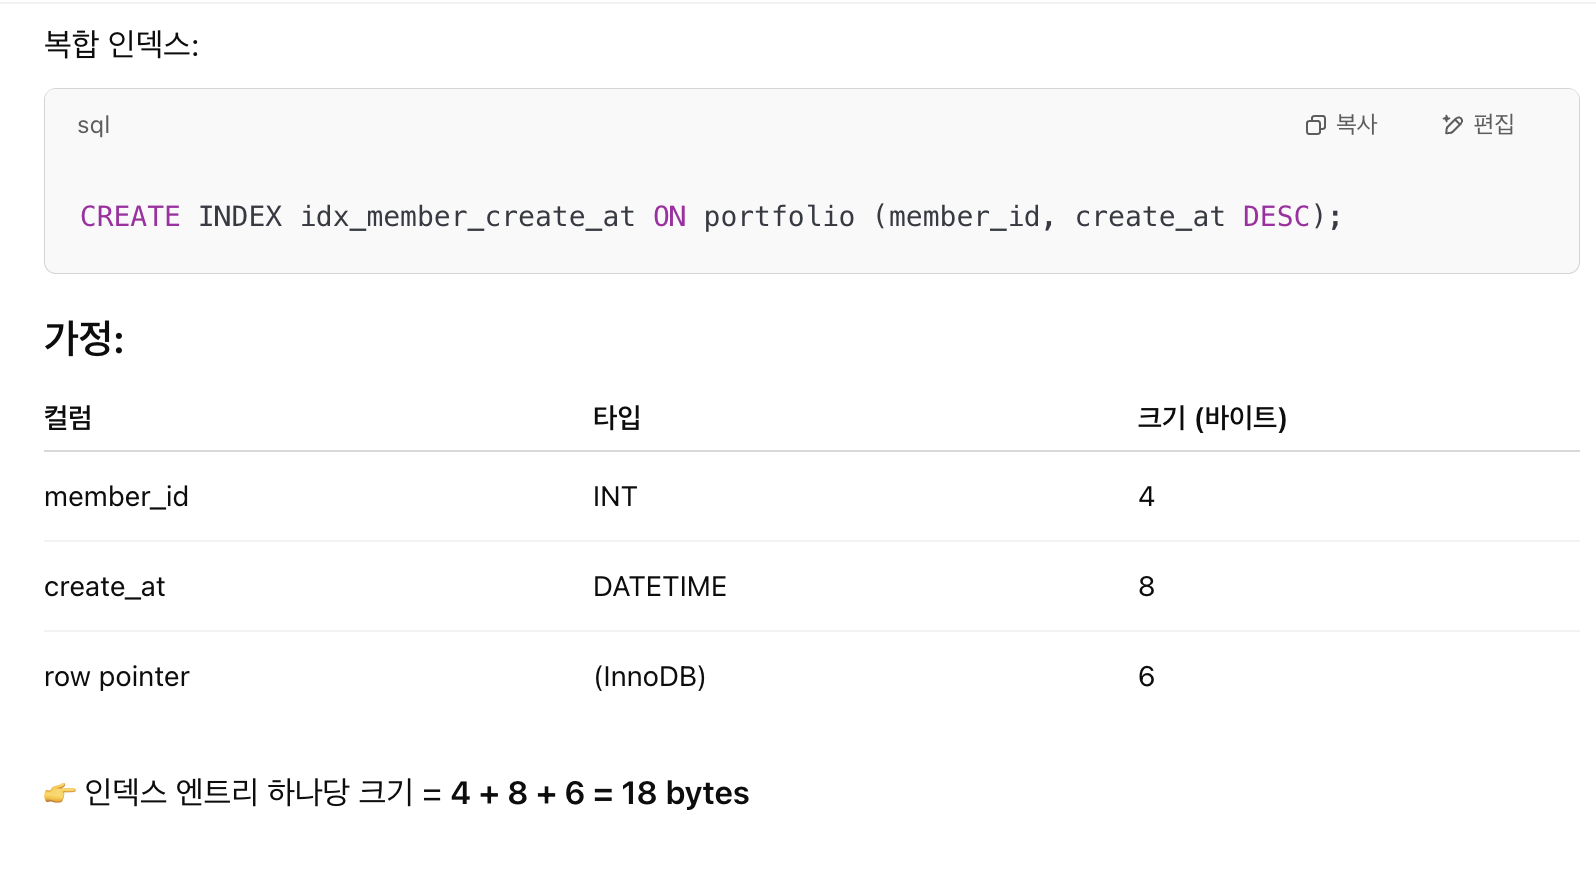 복합 인덱스:
sql
복사
편집
CREATE INDEX idx_member_create_at ON portfolio (member_id, create_at DESC);
가정:
컬럼 타입 크기 (바이트)
member_id INT 4
create_at DATETIME 8
row pointer (InnoDB) 6
👉 인덱스 엔트리 하나당 크기 = 4 + 8 + 6 = 18 bytes